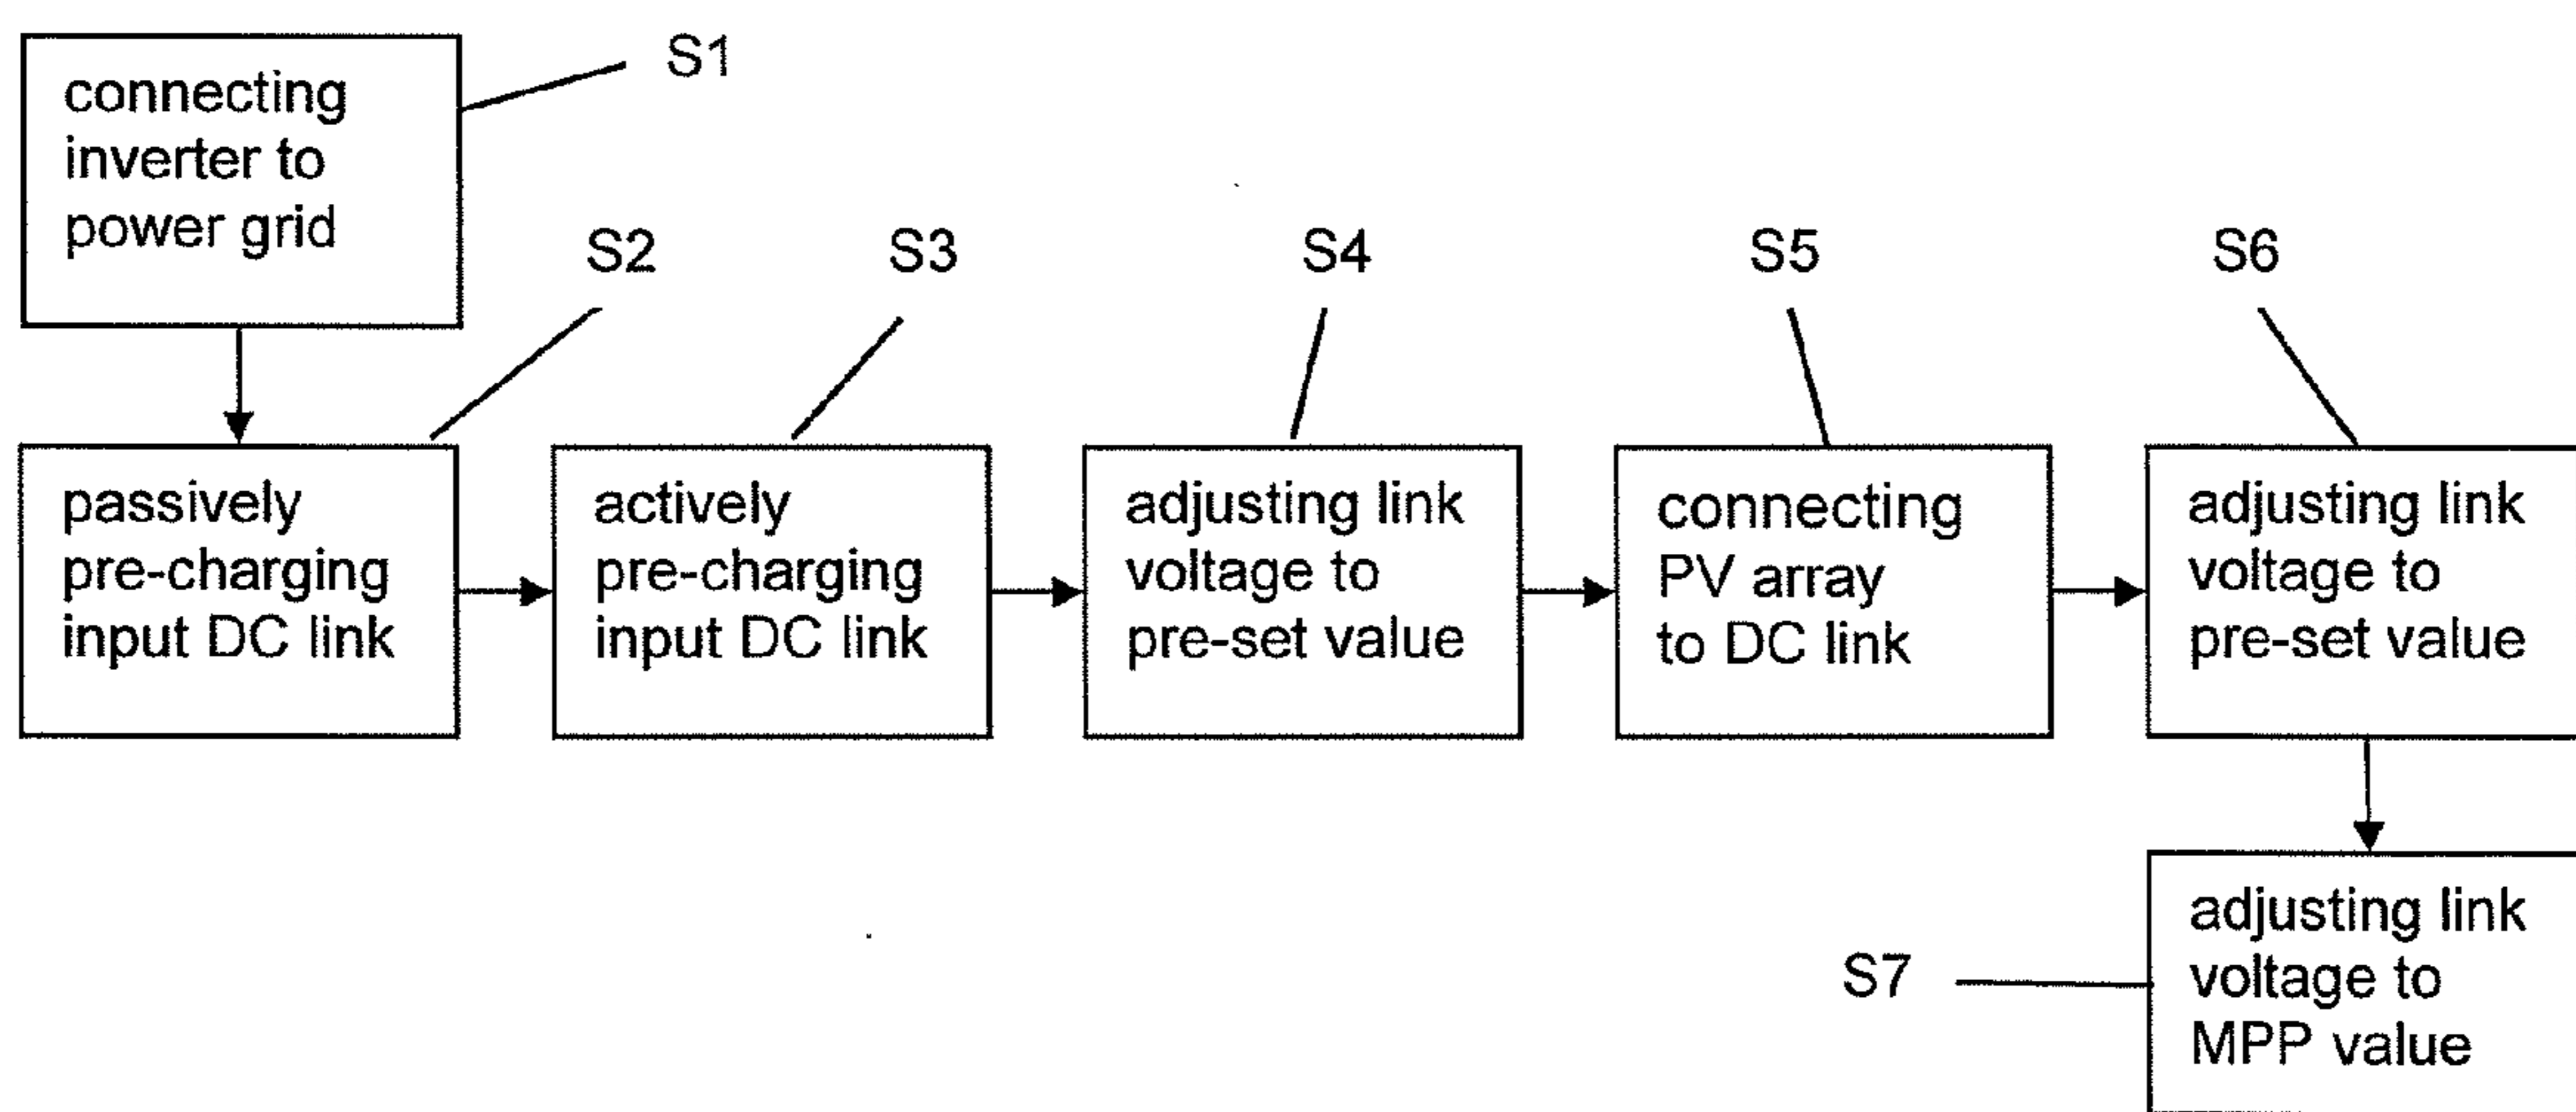 connecting
inverter to
power grid
S1
S2
S3
S4
S5
S6
passively
pre-charging
input DC link
actively
pre-charging
input DC link
adjusting link
voltage to
pre-set value
connecting
PV array
to DC link
adjusting link
voltage to
pre-set value
S7
adjusting link
voltage to
MPP value